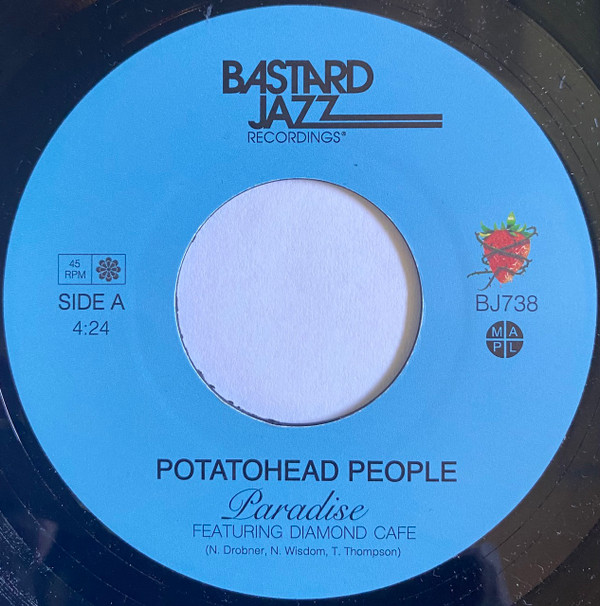 BASTARD
JAZZ
RECORDINGS®
45
RPM
SIDE A
4:24
BJ738
M A
P L
POTATOHEAD PEOPLE
Paradise
FEATURING DIAMOND CAFE
(N. Drobner, N. Wisdom, T. Thompson)